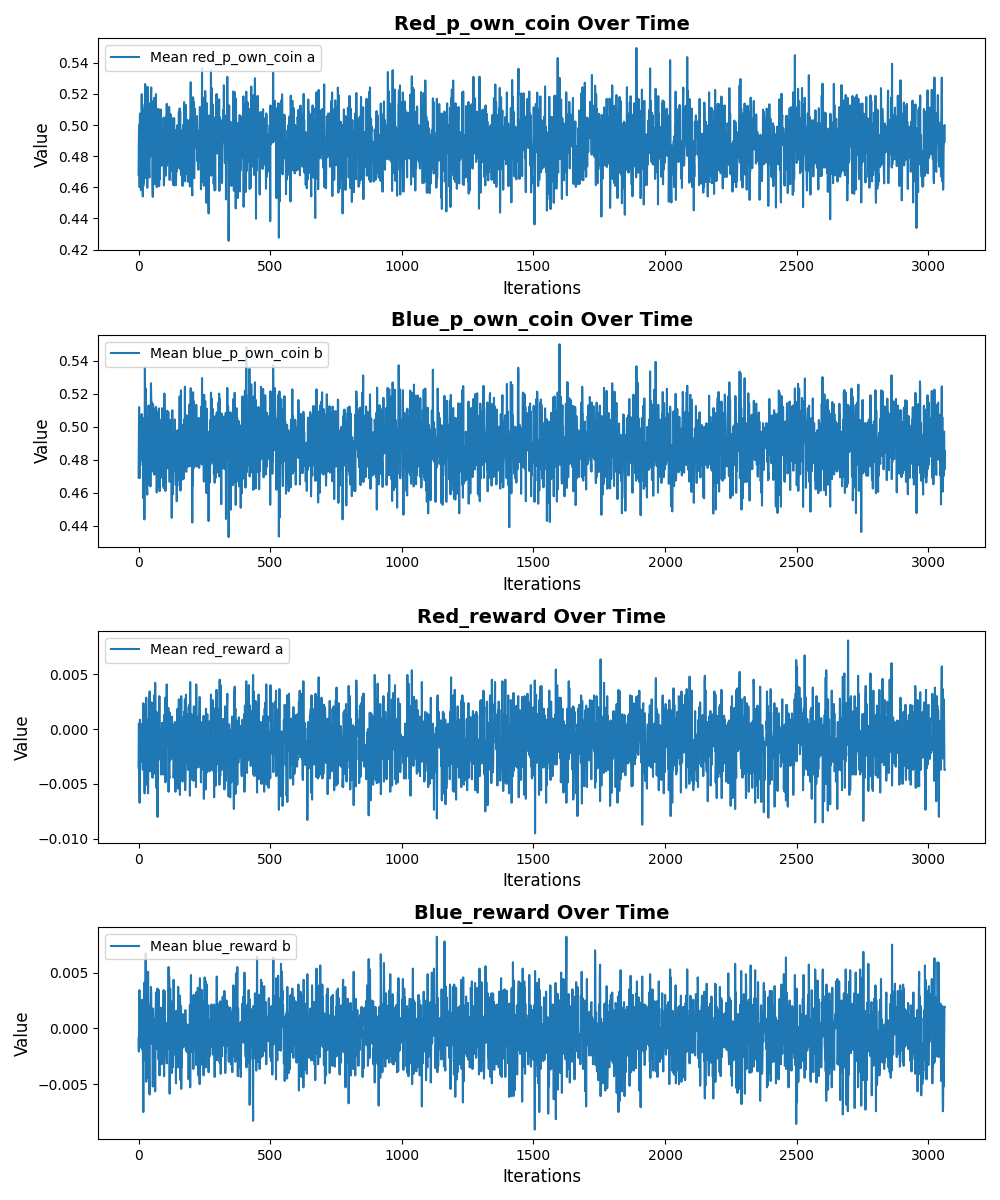 Red_p_own_coin Over Time
Mean red_p_own_coin a
0.54
0.52
0.50
0.48
0.46
0.44
0.42
Value
0 500 1000 1500 2000 2500 3000
Iterations
Blue_p_own_coin Over Time
Mean blue_p_own_coin b
0.54
0.52
0.50
0.48
0.46
0.44
Value
0 500 1000 1500 2000 2500 3000
Iterations
Red_reward Over Time
Mean red_reward a
0.005
0.000
−0.005
−0.010
Value
0 500 1000 1500 2000 2500 3000
Iterations
Blue_reward Over Time
Mean blue_reward b
0.005
0.000
−0.005
Value
0 500 1000 1500 2000 2500 3000
Iterations